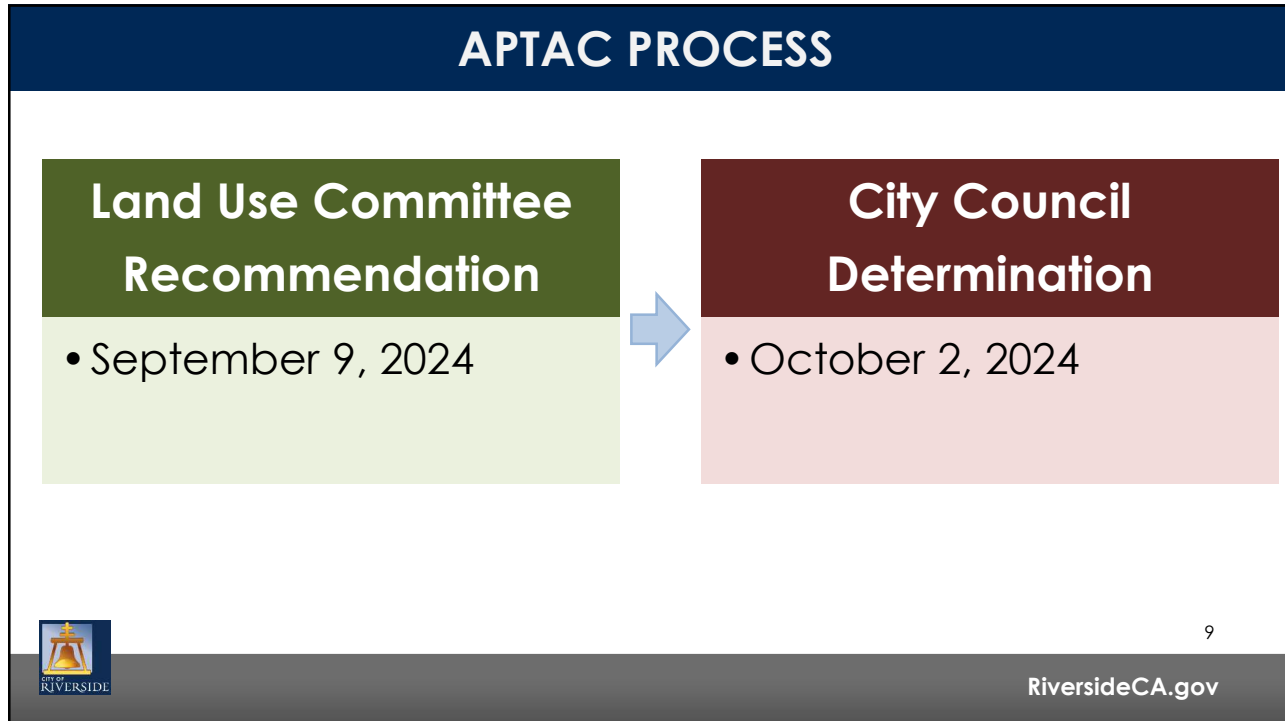 APTAC PROCESS
Land Use Committee
Recommendation
• September 9, 2024
City Council
Determination
• October 2, 2024
9
CITY OF
RIVERSIDE
RiversideCA.gov